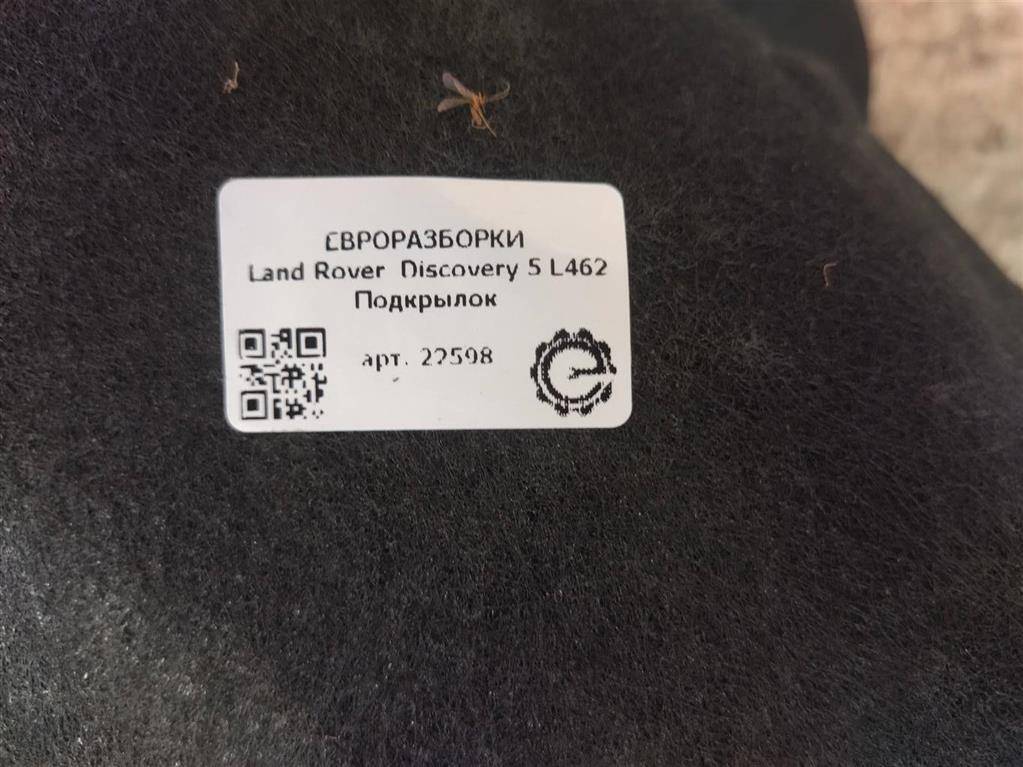 ЕВРОРАЗБОРКИ
Land Rover Discovery 5 L462
Подкрылок
арт. 22598